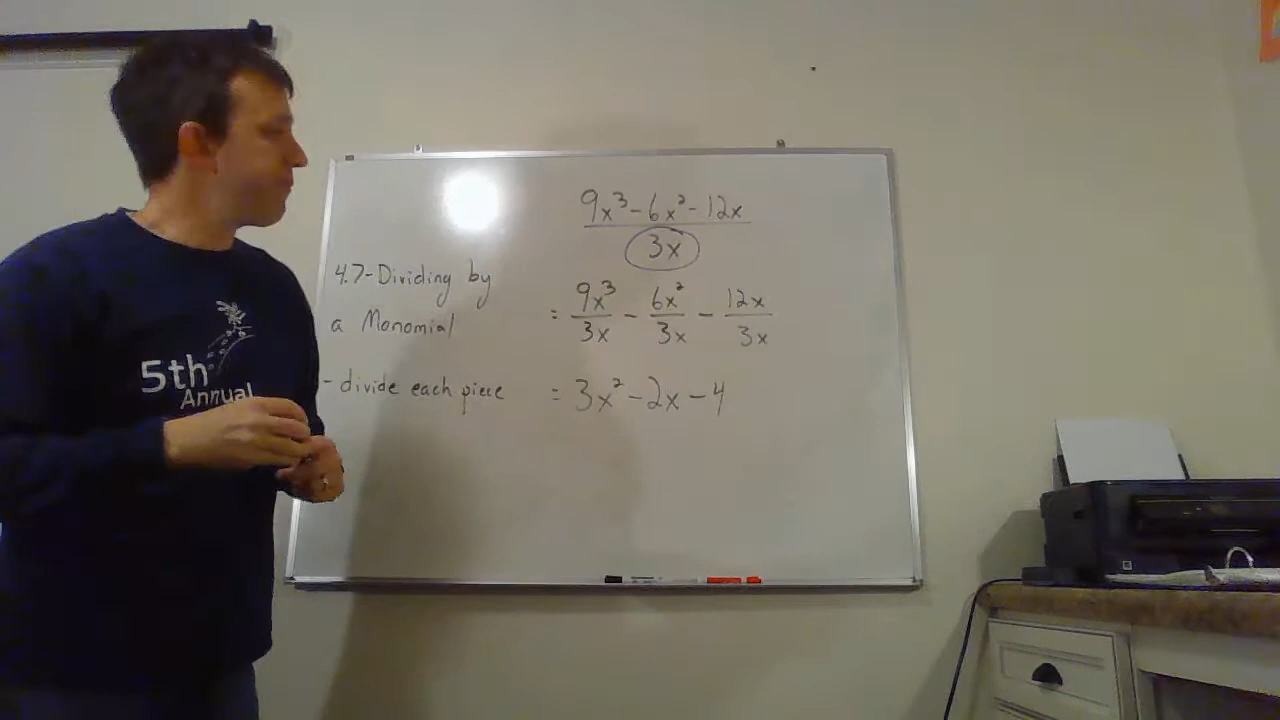 9x³ - 6x² - 12x
3x
4.7 - Dividing by
a Monomial
- divide each piece
= 9x³/3x - 6x²/3x - 12x/3x
= 3x² - 2x - 4
5th
Annual